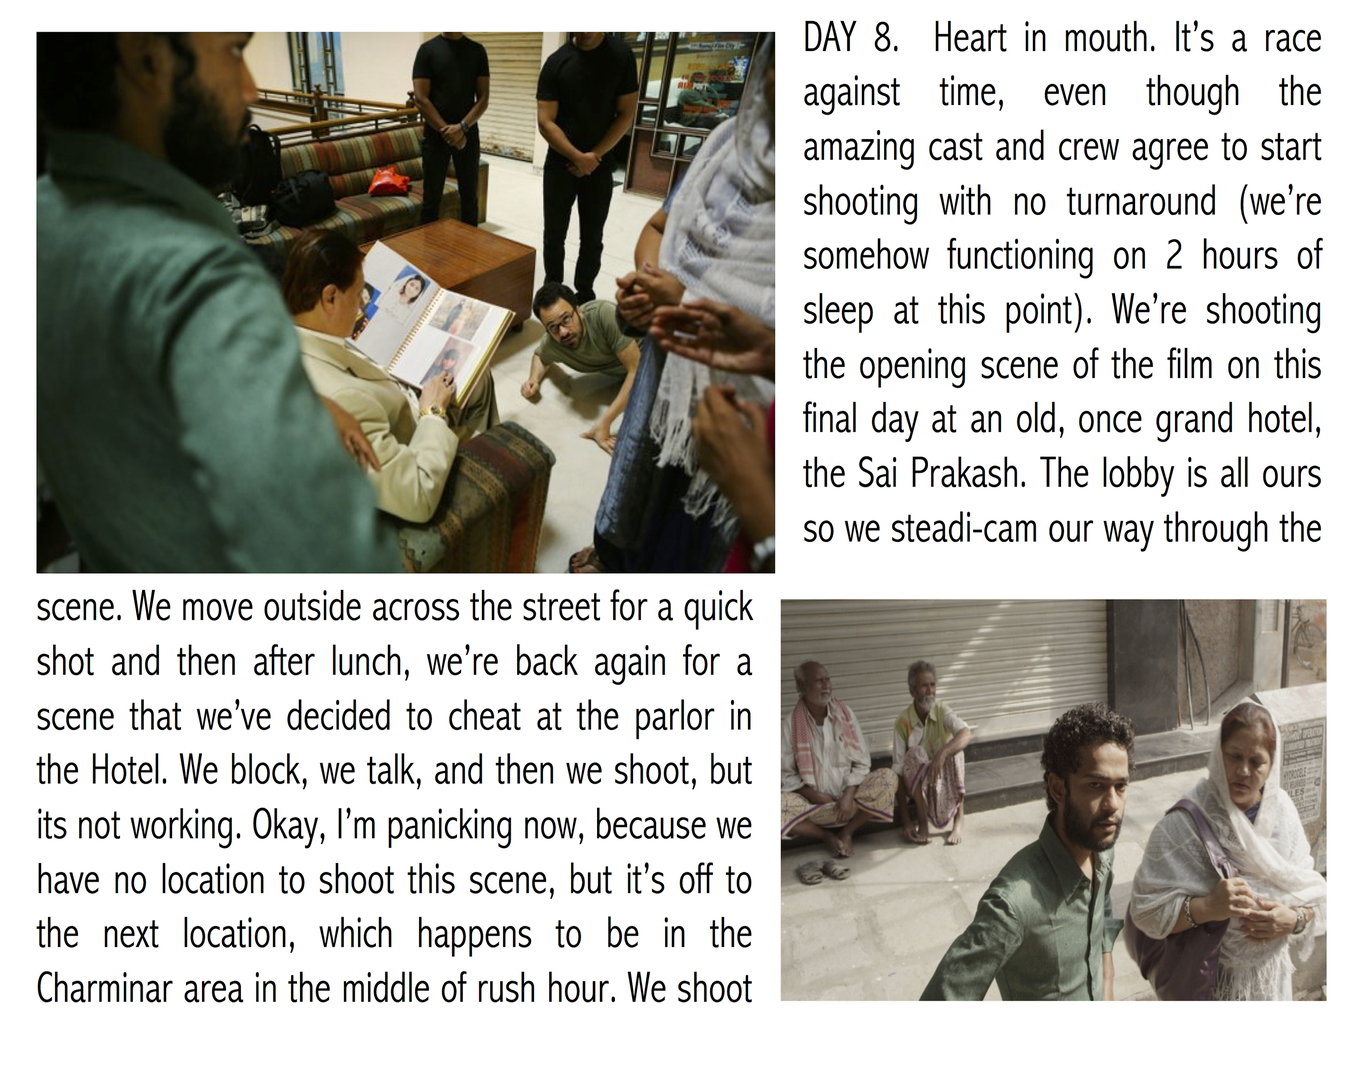 DAY 8. Heart in mouth. It's a race
against time, even though the
amazing cast and crew agree to start
shooting with no turnaround (we're
somehow functioning on 2 hours of
sleep at this point). We're shooting
the opening scene of the film on this
final day at an old, once grand hotel,
the Sai Prakash. The lobby is all ours
so we steadi-cam our way through the
scene. We move outside across the street for a quick
shot and then after lunch, we're back again for a
scene that we've decided to cheat at the parlor in
the Hotel. We block, we talk, and then we shoot, but
its not working. Okay, I'm panicking now, because we
have no location to shoot this scene, but it's off to
the next location, which happens to be in the
Charminar area in the middle of rush hour. We shoot